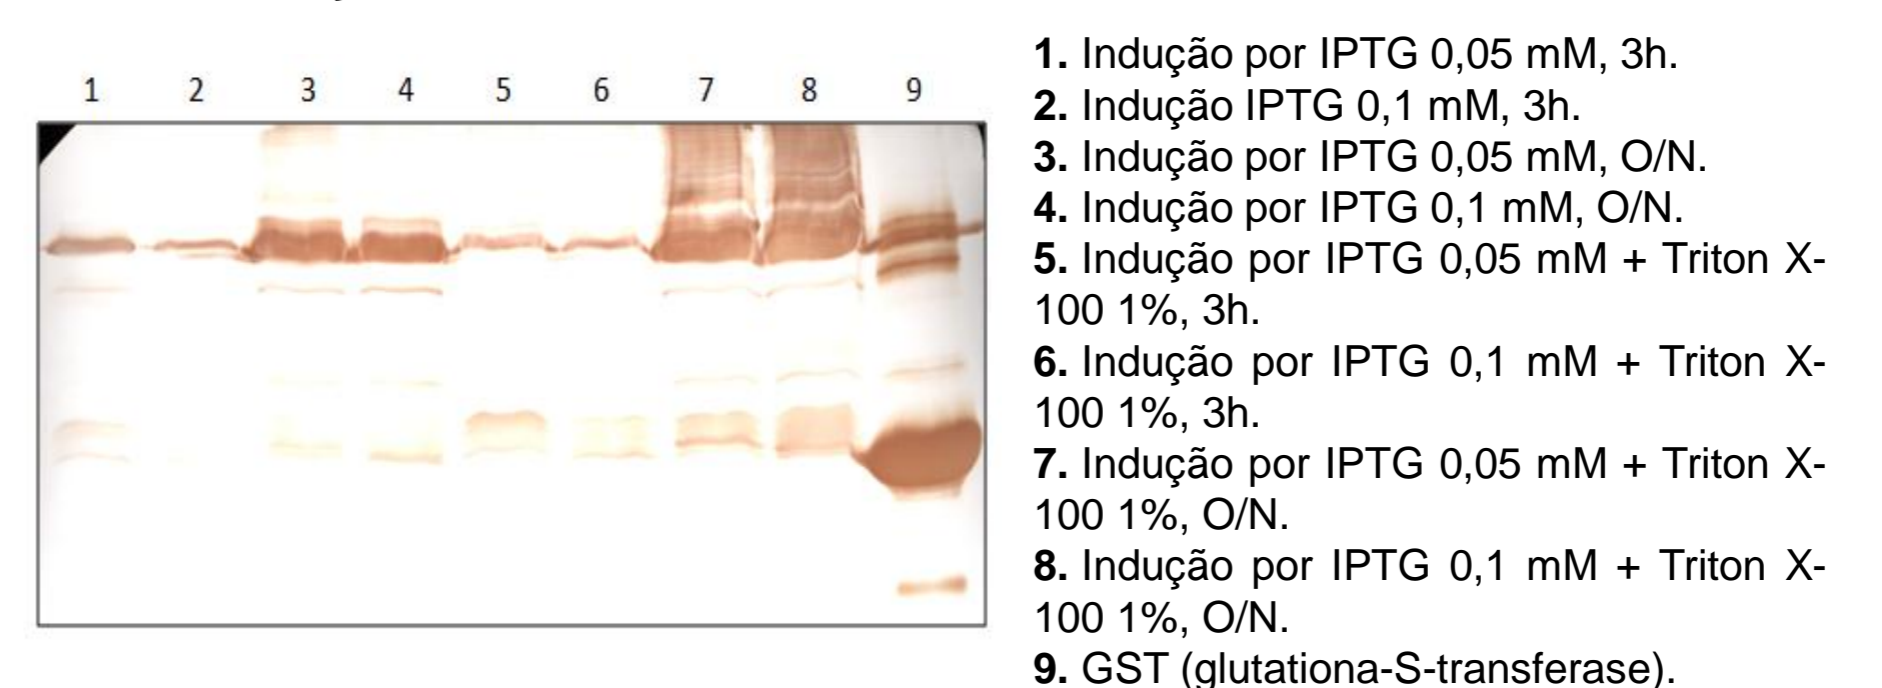 1 2 3 4 5 6 7 8 9
1. Indução por IPTG 0,05 mM, 3h.
2. Indução IPTG 0,1 mM, 3h.
3. Indução por IPTG 0,05 mM, O/N.
4. Indução por IPTG 0,1 mM, O/N.
5. Indução por IPTG 0,05 mM + Triton X-
100 1%, 3h.
6. Indução por IPTG 0,1 mM + Triton X-
100 1%, 3h.
7. Indução por IPTG 0,05 mM + Triton X-
100 1%, O/N.
8. Indução por IPTG 0,1 mM + Triton X-
100 1%, O/N.
9. GST (glutationa-S-transferase).